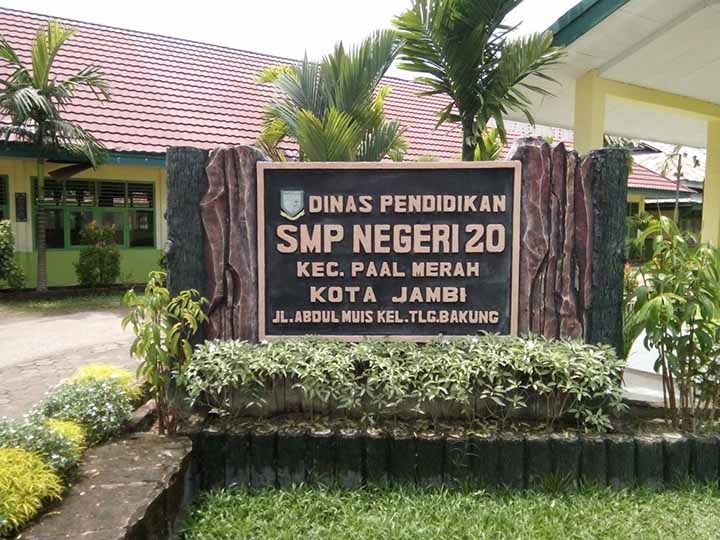 DINAS PENDIDIKAN
SMP NEGERI 20
KEC. PAAL MERAH
KOTA JAMBI
JL.ABDUL MUIS KEL.TLG.BAKUNG